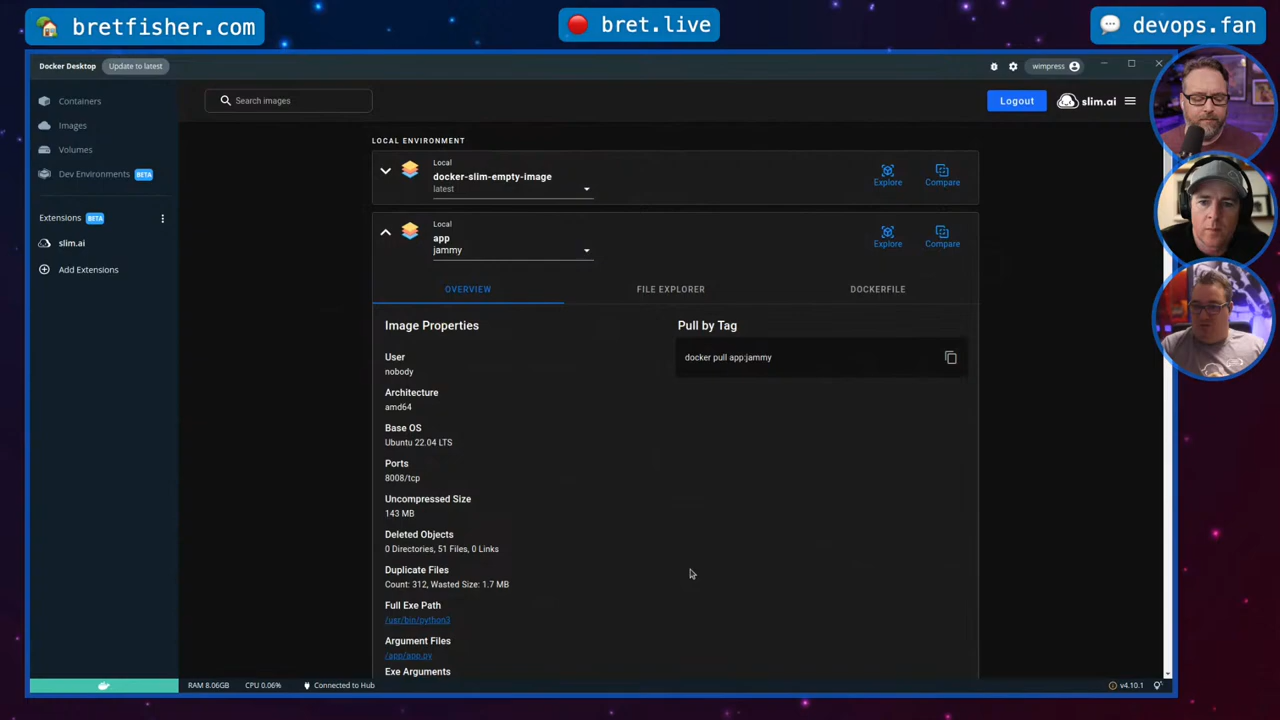 bretfisher.com
bret.live
devops.fan
Docker Desktop
Update to latest
wimpress
Containers
Images
Volumes
Dev Environments BETA
Extensions BETA
slim.ai
Add Extensions
Search images
Logout
slim.ai
LOCAL ENVIRONMENT
Local
docker-slim-empty-image
latest
Explore
Compare
Local
app
jammy
Explore
Compare
OVERVIEW
FILE EXPLORER
DOCKERFILE
Image Properties
User
nobody
Architecture
amd64
Base OS
Ubuntu 22.04 LTS
Ports
8008/tcp
Uncompressed Size
143 MB
Deleted Objects
0 Directories, 51 Files, 0 Links
Duplicate Files
Count: 312, Wasted Size: 1.7 MB
Full Exe Path
/usr/bin/python3
Argument Files
/app/app.py
Exe Arguments
Pull by Tag
docker pull app:jammy
RAM 8.06GB CPU 0.06% Connected to Hub
v4.10.1